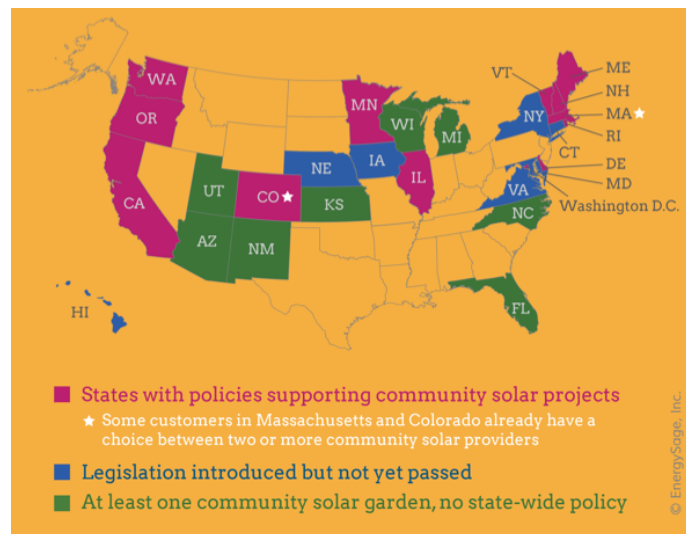 WA
OR
CA
UT
AZ
NM
CO
NE
KS
MN
IA
WI
IL
MI
NY
VA
NC
FL
HI
VT
ME
NH
MA
RI
CT
DE
MD
Washington D.C.
States with policies supporting community solar projects
Some customers in Massachusetts and Colorado already have a
choice between two or more community solar providers
Legislation introduced but not yet passed
At least one community solar garden, no state-wide policy
© EnergySage, Inc.